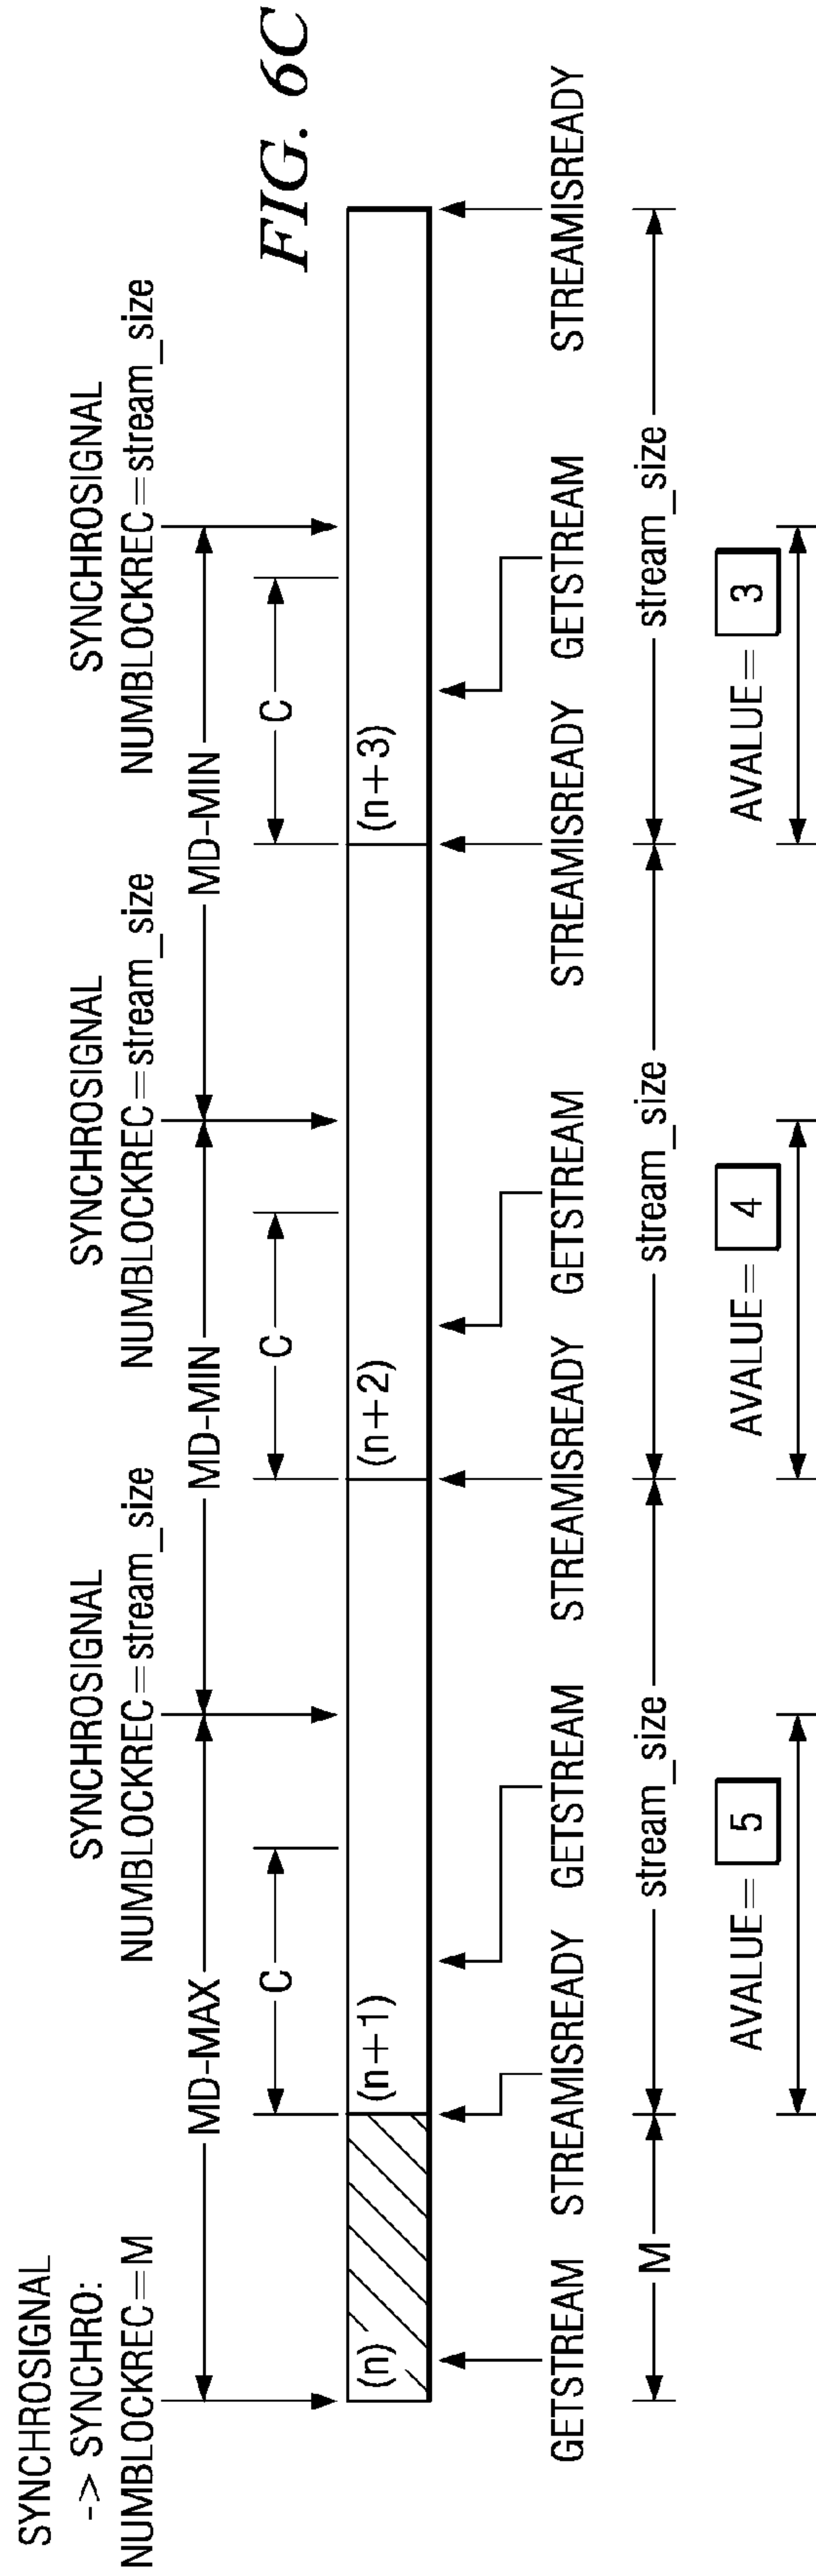 FIG. 6C
SYNCHROSIGNAL
-> SYNCHRO:
NUMBLOCKREC=M
SYNCHROSIGNAL
NUMBLOCKREC=stream_size
SYNCHROSIGNAL
NUMBLOCKREC=stream_size
SYNCHROSIGNAL
NUMBLOCKREC=stream_size
MD-MAX
MD-MIN
MD-MIN
C
C
C
(n)
(n+1)
(n+2)
(n+3)
GETSTREAM
STREAMISREADY
GETSTREAM
STREAMISREADY
GETSTREAM
STREAMISREADY
GETSTREAM
STREAMISREADY
M
stream_size
stream_size
stream_size
AVALUE= 5
AVALUE= 4
AVALUE= 3